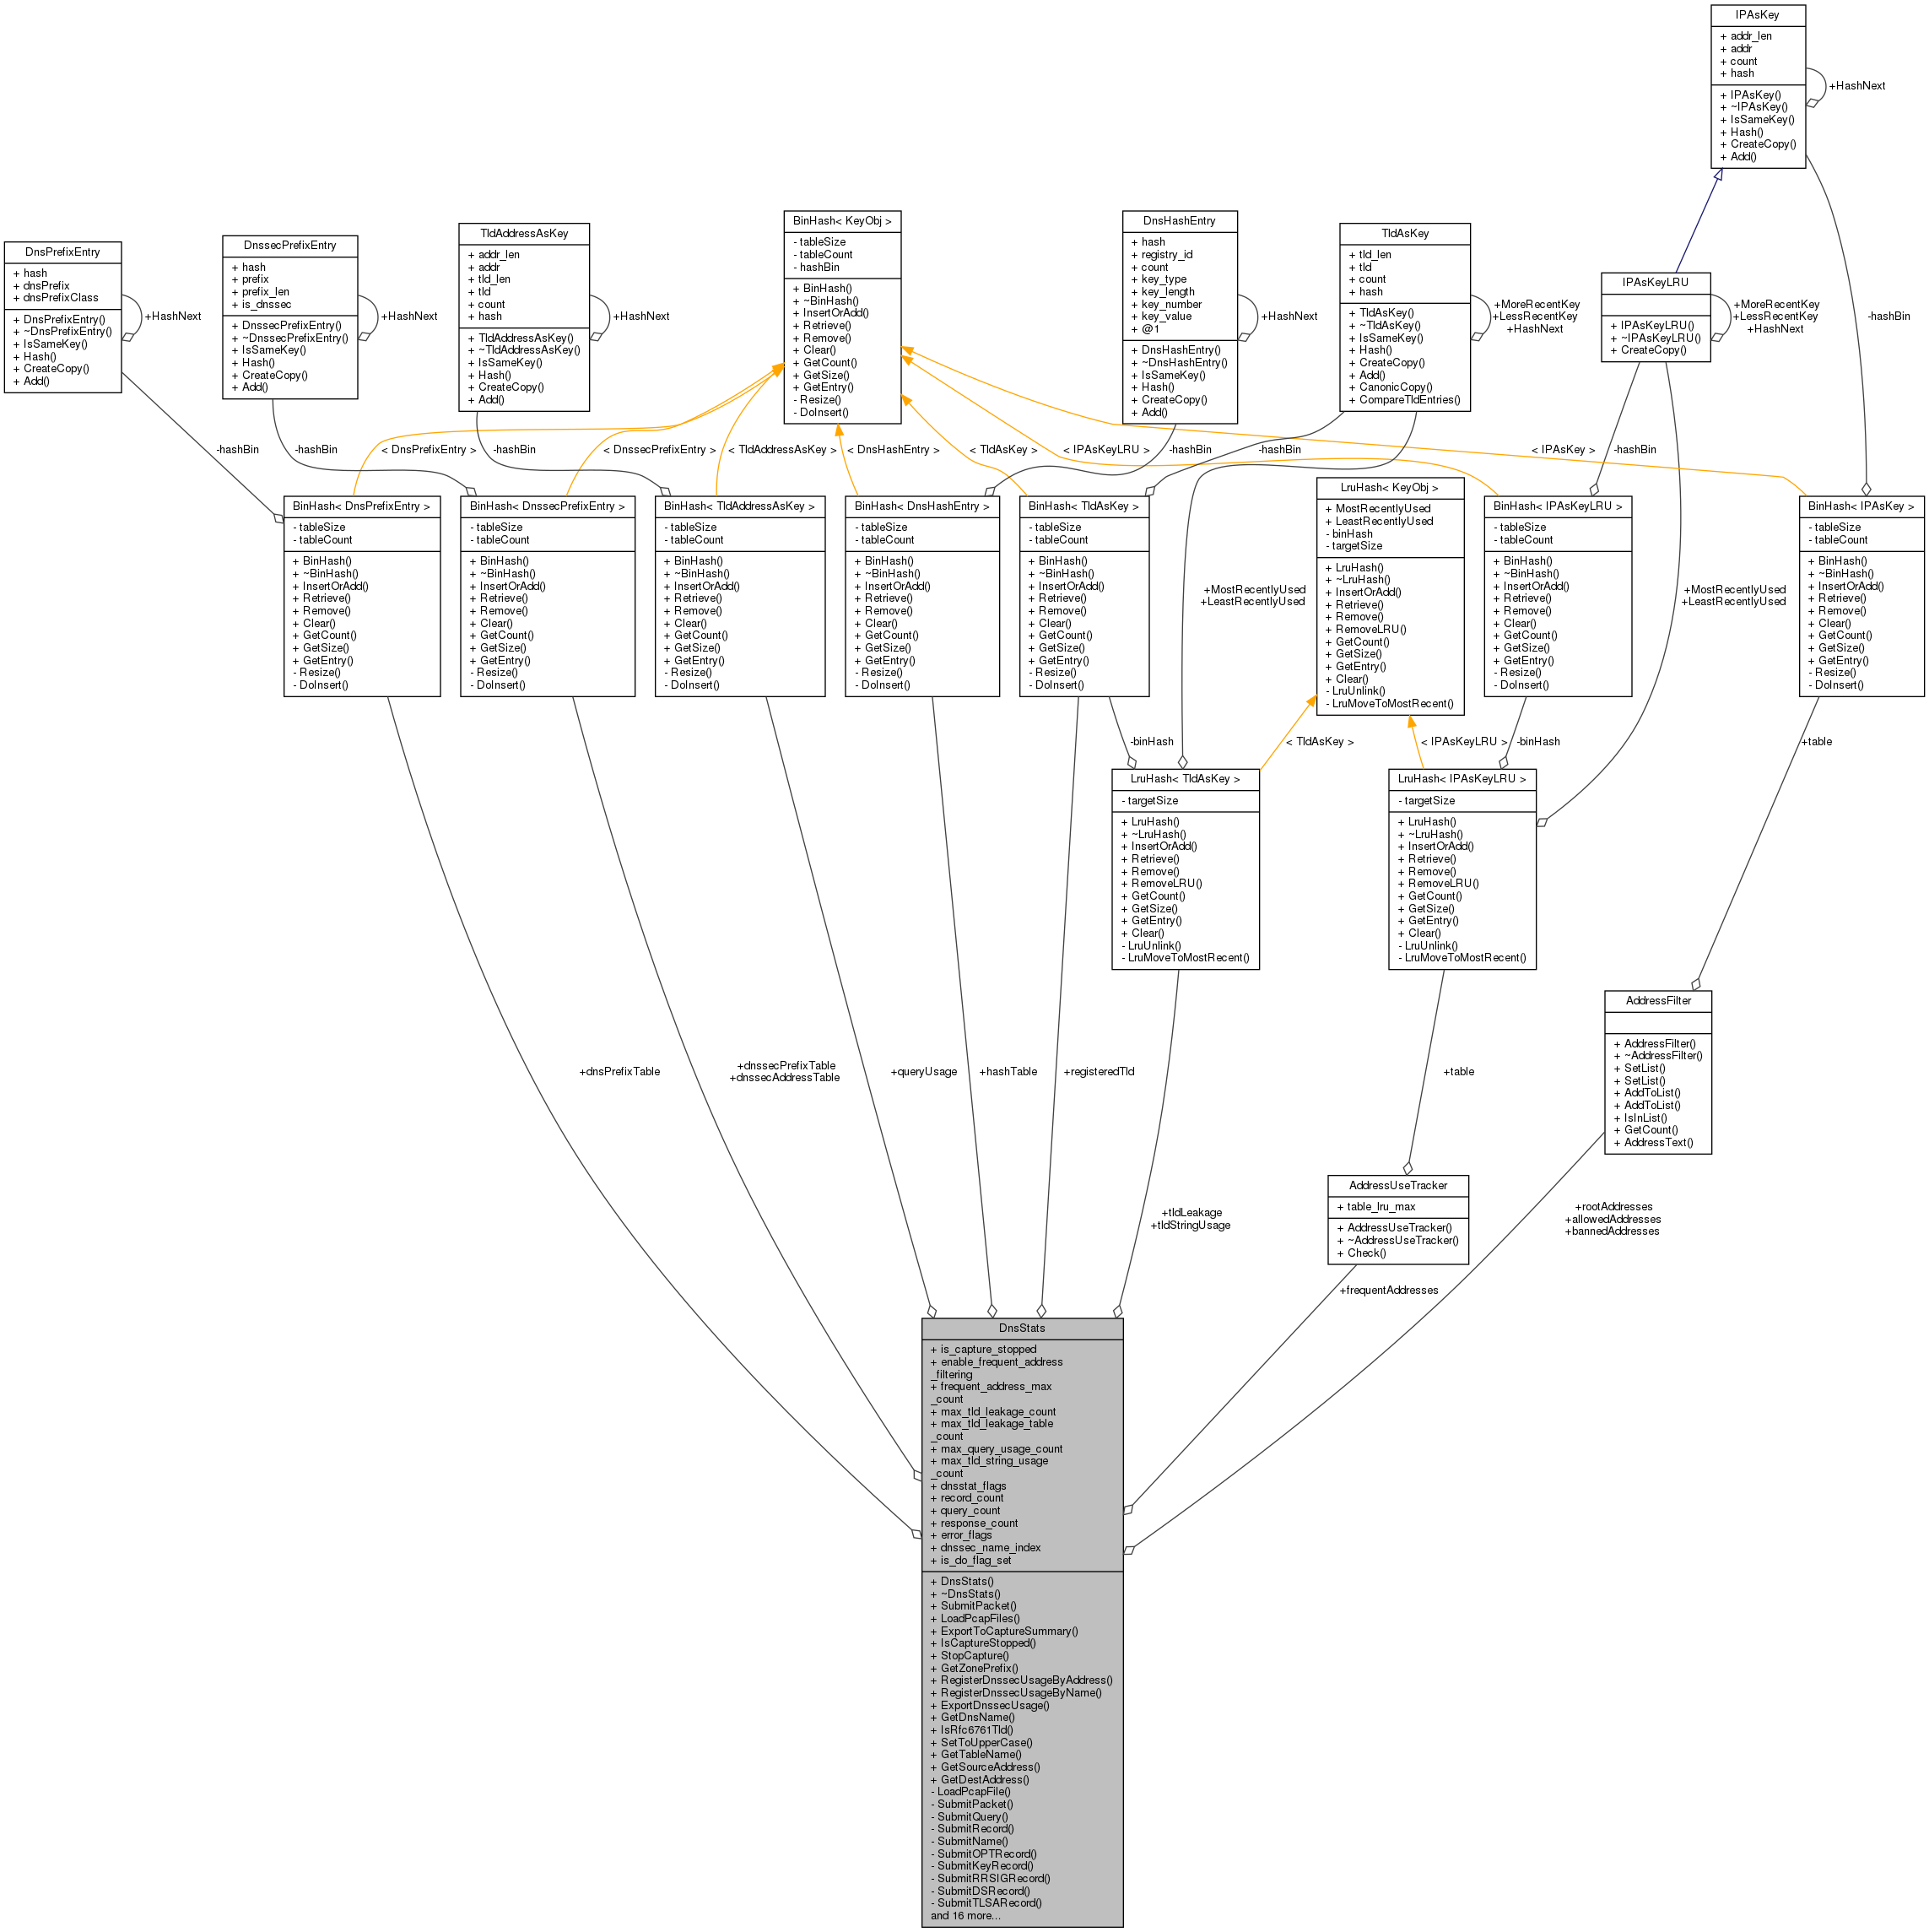 IPAsKey
+ addr_len
+ addr
+ count
+ hash
+ IPAsKey()
+ ~IPAsKey()
+ IsSameKey()
+ Hash()
+ CreateCopy()
+ Add()
+HashNext
DnsPrefixEntry
+ hash
+ dnsPrefix
+ dnsPrefixClass
+ DnsPrefixEntry()
+ ~DnsPrefixEntry()
+ IsSameKey()
+ Hash()
+ CreateCopy()
+ Add()
+HashNext
DnssecPrefixEntry
+ hash
+ prefix
+ prefix_len
+ is_dnssec
+ DnssecPrefixEntry()
+ ~DnssecPrefixEntry()
+ IsSameKey()
+ Hash()
+ CreateCopy()
+ Add()
+HashNext
TldAddressAsKey
+ addr_len
+ addr
+ tld_len
+ tld
+ count
+ hash
+ TldAddressAsKey()
+ ~TldAddressAsKey()
+ IsSameKey()
+ Hash()
+ CreateCopy()
+ Add()
+HashNext
BinHash< KeyObj >
- tableSize
- tableCount
- hashBin
+ BinHash()
+ ~BinHash()
+ InsertOrAdd()
+ Retrieve()
+ Remove()
+ Clear()
+ GetCount()
+ GetSize()
+ GetEntry()
- Resize()
- DoInsert()
DnsHashEntry
+ hash
+ registry_id
+ count
+ key_type
+ key_length
+ key_number
+ key_value
+ @1
+ DnsHashEntry()
+ ~DnsHashEntry()
+ IsSameKey()
+ Hash()
+ CreateCopy()
+ Add()
+HashNext
TldAsKey
+ tld_len
+ tld
+ count
+ hash
+ TldAsKey()
+ ~TldAsKey()
+ IsSameKey()
+ Hash()
+ CreateCopy()
+ Add()
+ CanonicCopy()
+ CompareTldEntries()
+MoreRecentKey
+LessRecentKey
+HashNext
IPAsKeyLRU
+ IPAsKeyLRU()
+ ~IPAsKeyLRU()
+ CreateCopy()
+MoreRecentKey
+LessRecentKey
+HashNext
-hashBin
-hashBin
< DnsPrefixEntry >
-hashBin
< DnssecPrefixEntry >
-hashBin
< TldAddressAsKey >
< DnsHashEntry >
-hashBin
< TldAsKey >
-hashBin
< IPAsKeyLRU >
-hashBin
< IPAsKey >
-hashBin
BinHash< DnsPrefixEntry >
- tableSize
- tableCount
+ BinHash()
+ ~BinHash()
+ InsertOrAdd()
+ Retrieve()
+ Remove()
+ Clear()
+ GetCount()
+ GetSize()
+ GetEntry()
- Resize()
- DoInsert()
BinHash< DnssecPrefixEntry >
- tableSize
- tableCount
+ BinHash()
+ ~BinHash()
+ InsertOrAdd()
+ Retrieve()
+ Remove()
+ Clear()
+ GetCount()
+ GetSize()
+ GetEntry()
- Resize()
- DoInsert()
BinHash< TldAddressAsKey >
- tableSize
- tableCount
+ BinHash()
+ ~BinHash()
+ InsertOrAdd()
+ Retrieve()
+ Remove()
+ Clear()
+ GetCount()
+ GetSize()
+ GetEntry()
- Resize()
- DoInsert()
BinHash< DnsHashEntry >
- tableSize
- tableCount
+ BinHash()
+ ~BinHash()
+ InsertOrAdd()
+ Retrieve()
+ Remove()
+ Clear()
+ GetCount()
+ GetSize()
+ GetEntry()
- Resize()
- DoInsert()
BinHash< TldAsKey >
- tableSize
- tableCount
+ BinHash()
+ ~BinHash()
+ InsertOrAdd()
+ Retrieve()
+ Remove()
+ Clear()
+ GetCount()
+ GetSize()
+ GetEntry()
- Resize()
- DoInsert()
+MostRecentlyUsed
+LeastRecentlyUsed
LruHash< KeyObj >
+ MostRecentlyUsed
+ LeastRecentlyUsed
- binHash
- targetSize
+ LruHash()
+ ~LruHash()
+ InsertOrAdd()
+ Retrieve()
+ Remove()
+ RemoveLRU()
+ GetCount()
+ GetSize()
+ GetEntry()
+ Clear()
- LruUnlink()
- LruMoveToMostRecent()
BinHash< IPAsKeyLRU >
- tableSize
- tableCount
+ BinHash()
+ ~BinHash()
+ InsertOrAdd()
+ Retrieve()
+ Remove()
+ Clear()
+ GetCount()
+ GetSize()
+ GetEntry()
- Resize()
- DoInsert()
+MostRecentlyUsed
+LeastRecentlyUsed
BinHash< IPAsKey >
- tableSize
- tableCount
+ BinHash()
+ ~BinHash()
+ InsertOrAdd()
+ Retrieve()
+ Remove()
+ Clear()
+ GetCount()
+ GetSize()
+ GetEntry()
- Resize()
- DoInsert()
-binHash
< TldAsKey >
< IPAsKeyLRU >
-binHash
+table
LruHash< TldAsKey >
- targetSize
+ LruHash()
+ ~LruHash()
+ InsertOrAdd()
+ Retrieve()
+ Remove()
+ RemoveLRU()
+ GetCount()
+ GetSize()
+ GetEntry()
+ Clear()
- LruUnlink()
- LruMoveToMostRecent()
LruHash< IPAsKeyLRU >
- targetSize
+ LruHash()
+ ~LruHash()
+ InsertOrAdd()
+ Retrieve()
+ Remove()
+ RemoveLRU()
+ GetCount()
+ GetSize()
+ GetEntry()
+ Clear()
- LruUnlink()
- LruMoveToMostRecent()
AddressFilter
+ AddressFilter()
+ ~AddressFilter()
+ SetList()
+ SetList()
+ AddToList()
+ AddToList()
+ IsInList()
+ GetCount()
+ AddressText()
+dnsPrefixTable
+dnssecPrefixTable
+dnssecAddressTable
+queryUsage
+hashTable
+registeredTld
+table
+tldLeakage
+tldStringUsage
AddressUseTracker
+ table_lru_max
+ AddressUseTracker()
+ ~AddressUseTracker()
+ Check()
+rootAddresses
+allowedAddresses
+bannedAddresses
+frequentAddresses
DnsStats
+ is_capture_stopped
+ enable_frequent_address
_filtering
+ frequent_address_max
_count
+ max_tld_leakage_count
+ max_tld_leakage_table
_count
+ max_query_usage_count
+ max_tld_string_usage
_count
+ dnsstat_flags
+ record_count
+ query_count
+ response_count
+ error_flags
+ dnssec_name_index
+ is_do_flag_set
+ DnsStats()
+ ~DnsStats()
+ SubmitPacket()
+ LoadPcapFiles()
+ ExportToCaptureSummary()
+ IsCaptureStopped()
+ StopCapture()
+ GetZonePrefix()
+ RegisterDnssecUsageByAddress()
+ RegisterDnssecUsageByName()
+ ExportDnssecUsage()
+ GetDnsName()
+ IsRfc6761Tld()
+ SetToUpperCase()
+ GetTableName()
+ GetSourceAddress()
+ GetDestAddress()
- LoadPcapFile()
- SubmitPacket()
- SubmitQuery()
- SubmitRecord()
- SubmitName()
- SubmitOPTRecord()
- SubmitKeyRecord()
- SubmitRRSIGRecord()
- SubmitDSRecord()
- SubmitTLSARecord()
and 16 more...